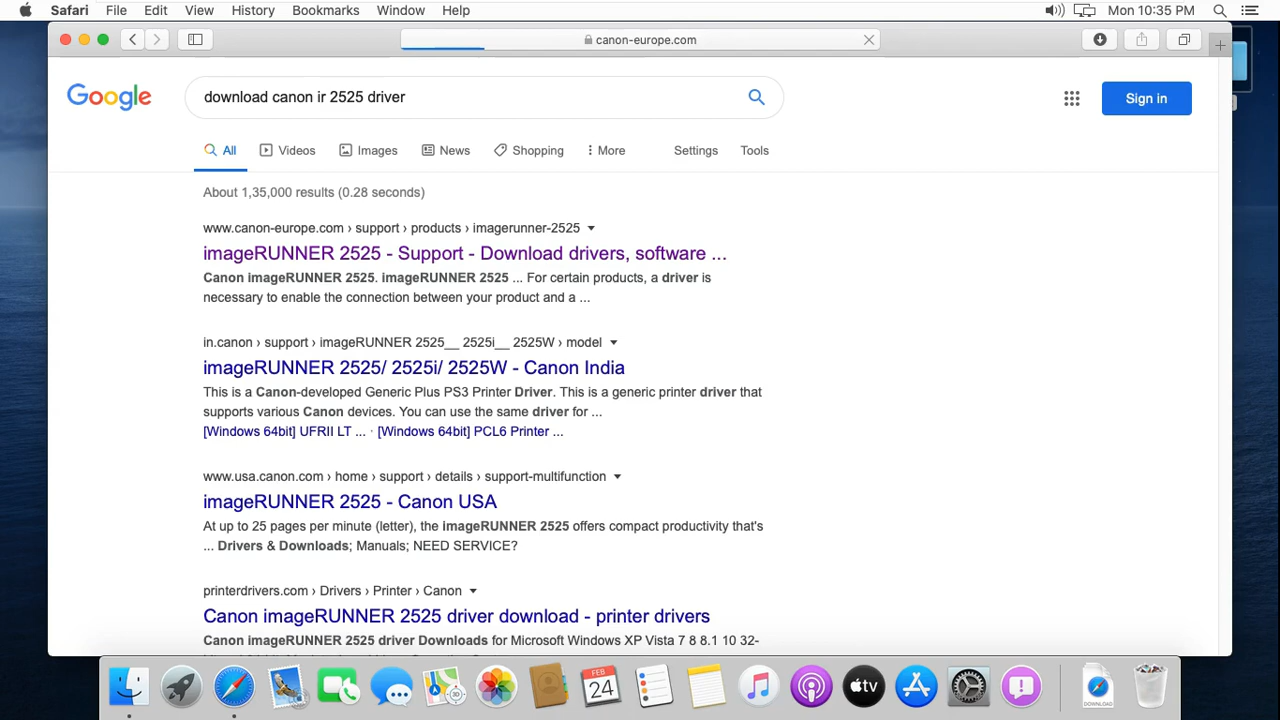 Safari File Edit View History Bookmarks Window Help Mon 10:35 PM
canon-europe.com
Google download canon ir 2525 driver Sign in
All Videos Images News Shopping More Settings Tools
About 1,35,000 results (0.28 seconds)
www.canon-europe.com › support › products › imagerunner-2525
imageRUNNER 2525 - Support - Download drivers, software ...
Canon imageRUNNER 2525. imageRUNNER 2525 ... For certain products, a driver is
necessary to enable the connection between your product and a ...
in.canon › support › imageRUNNER 2525__ 2525i__ 2525W › model
imageRUNNER 2525/ 2525i/ 2525W - Canon India
This is a Canon-developed Generic Plus PS3 Printer Driver. This is a generic printer driver that
supports various Canon devices. You can use the same driver for ...
[Windows 64bit] UFRII LT ... · [Windows 64bit] PCL6 Printer ...
www.usa.canon.com › home › support › details › support-multifunction
imageRUNNER 2525 - Canon USA
At up to 25 pages per minute (letter), the imageRUNNER 2525 offers compact productivity that's
... Drivers & Downloads; Manuals; NEED SERVICE?
printerdrivers.com › Drivers › Printer › Canon
Canon imageRUNNER 2525 driver download - printer drivers
Canon imageRUNNER 2525 driver Downloads for Microsoft Windows XP Vista 7 8 8.1 10 32-
FEB
24
tv
DOWNLOAD